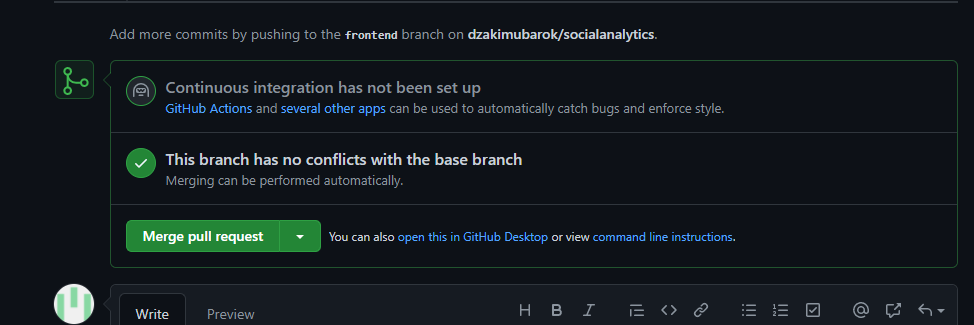 Add more commits by pushing to the frontend branch on dzakimubarok/socialanalytics.
Continuous integration has not been set up
GitHub Actions and several other apps can be used to automatically catch bugs and enforce style.
This branch has no conflicts with the base branch
Merging can be performed automatically.
Merge pull request You can also open this in GitHub Desktop or view command line instructions.
Write Preview